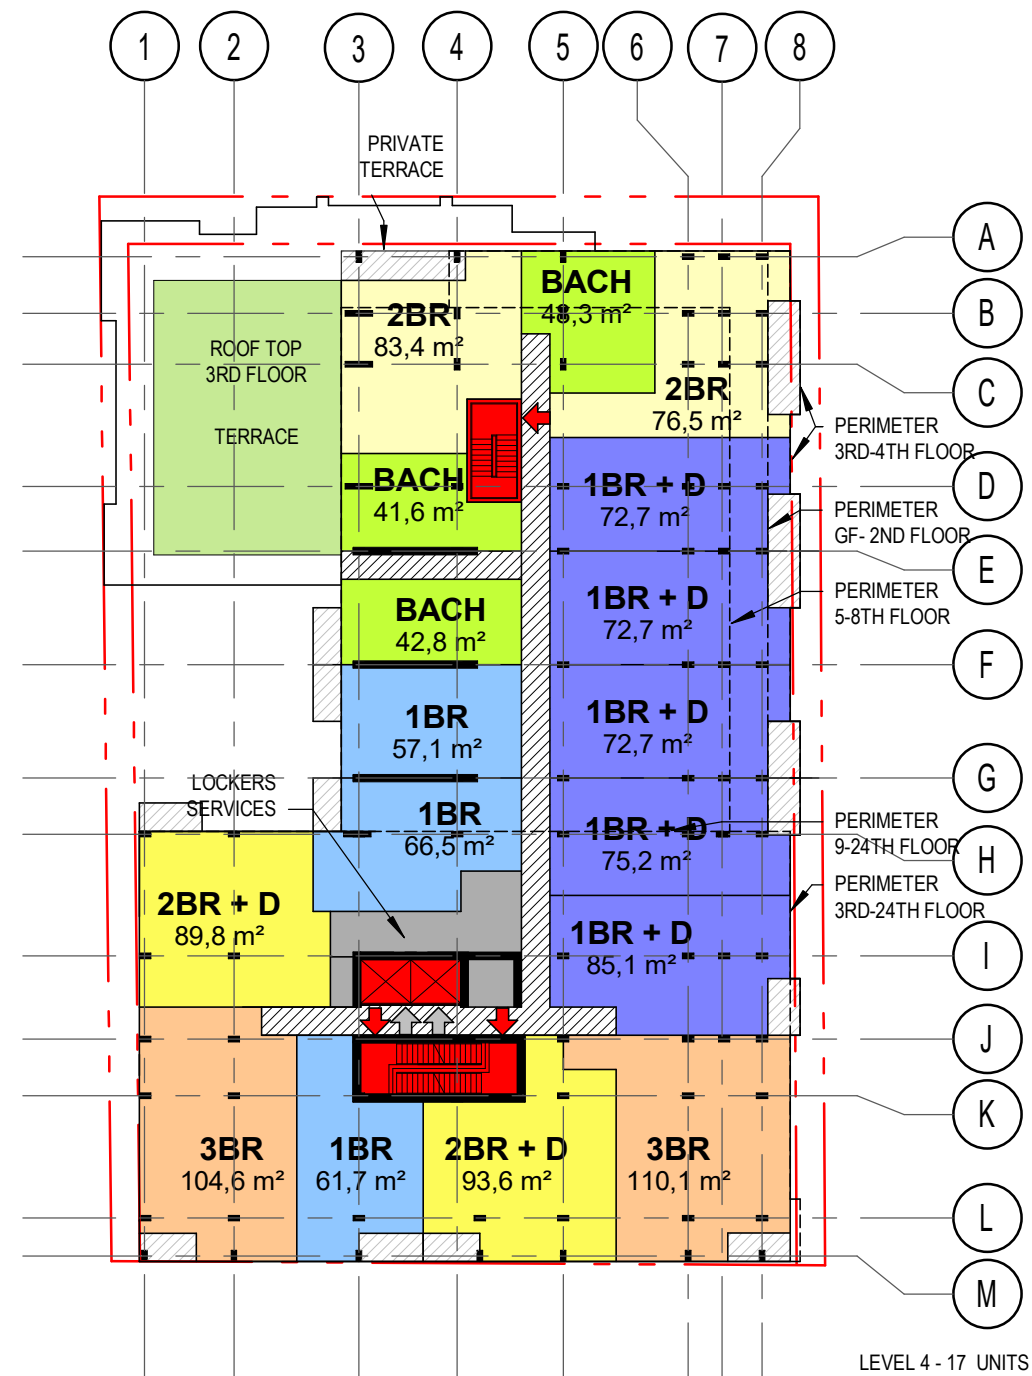 1
2
3
4
5
6
7
8
PRIVATE
TERRACE
A
B
C
D
E
F
G
H
I
J
K
L
M
BACH
48,3 m²
2BR
83,4 m²
ROOF TOP
3RD FLOOR
TERRACE
2BR
76,5 m²
PERIMETER
3RD-4TH FLOOR
BACH
41,6 m²
1BR + D
72,7 m²
PERIMETER
GF- 2ND FLOOR
BACH
42,8 m²
1BR + D
72,7 m²
PERIMETER
5-8TH FLOOR
1BR
57,1 m²
1BR + D
72,7 m²
LOCKERS
SERVICES
1BR
66,5 m²
1BR + D
75,2 m²
PERIMETER
9-24TH FLOOR
2BR + D
89,8 m²
1BR + D
85,1 m²
PERIMETER
3RD-24TH FLOOR
3BR
104,6 m²
1BR
61,7 m²
2BR + D
93,6 m²
3BR
110,1 m²
LEVEL 4 - 17 UNITS